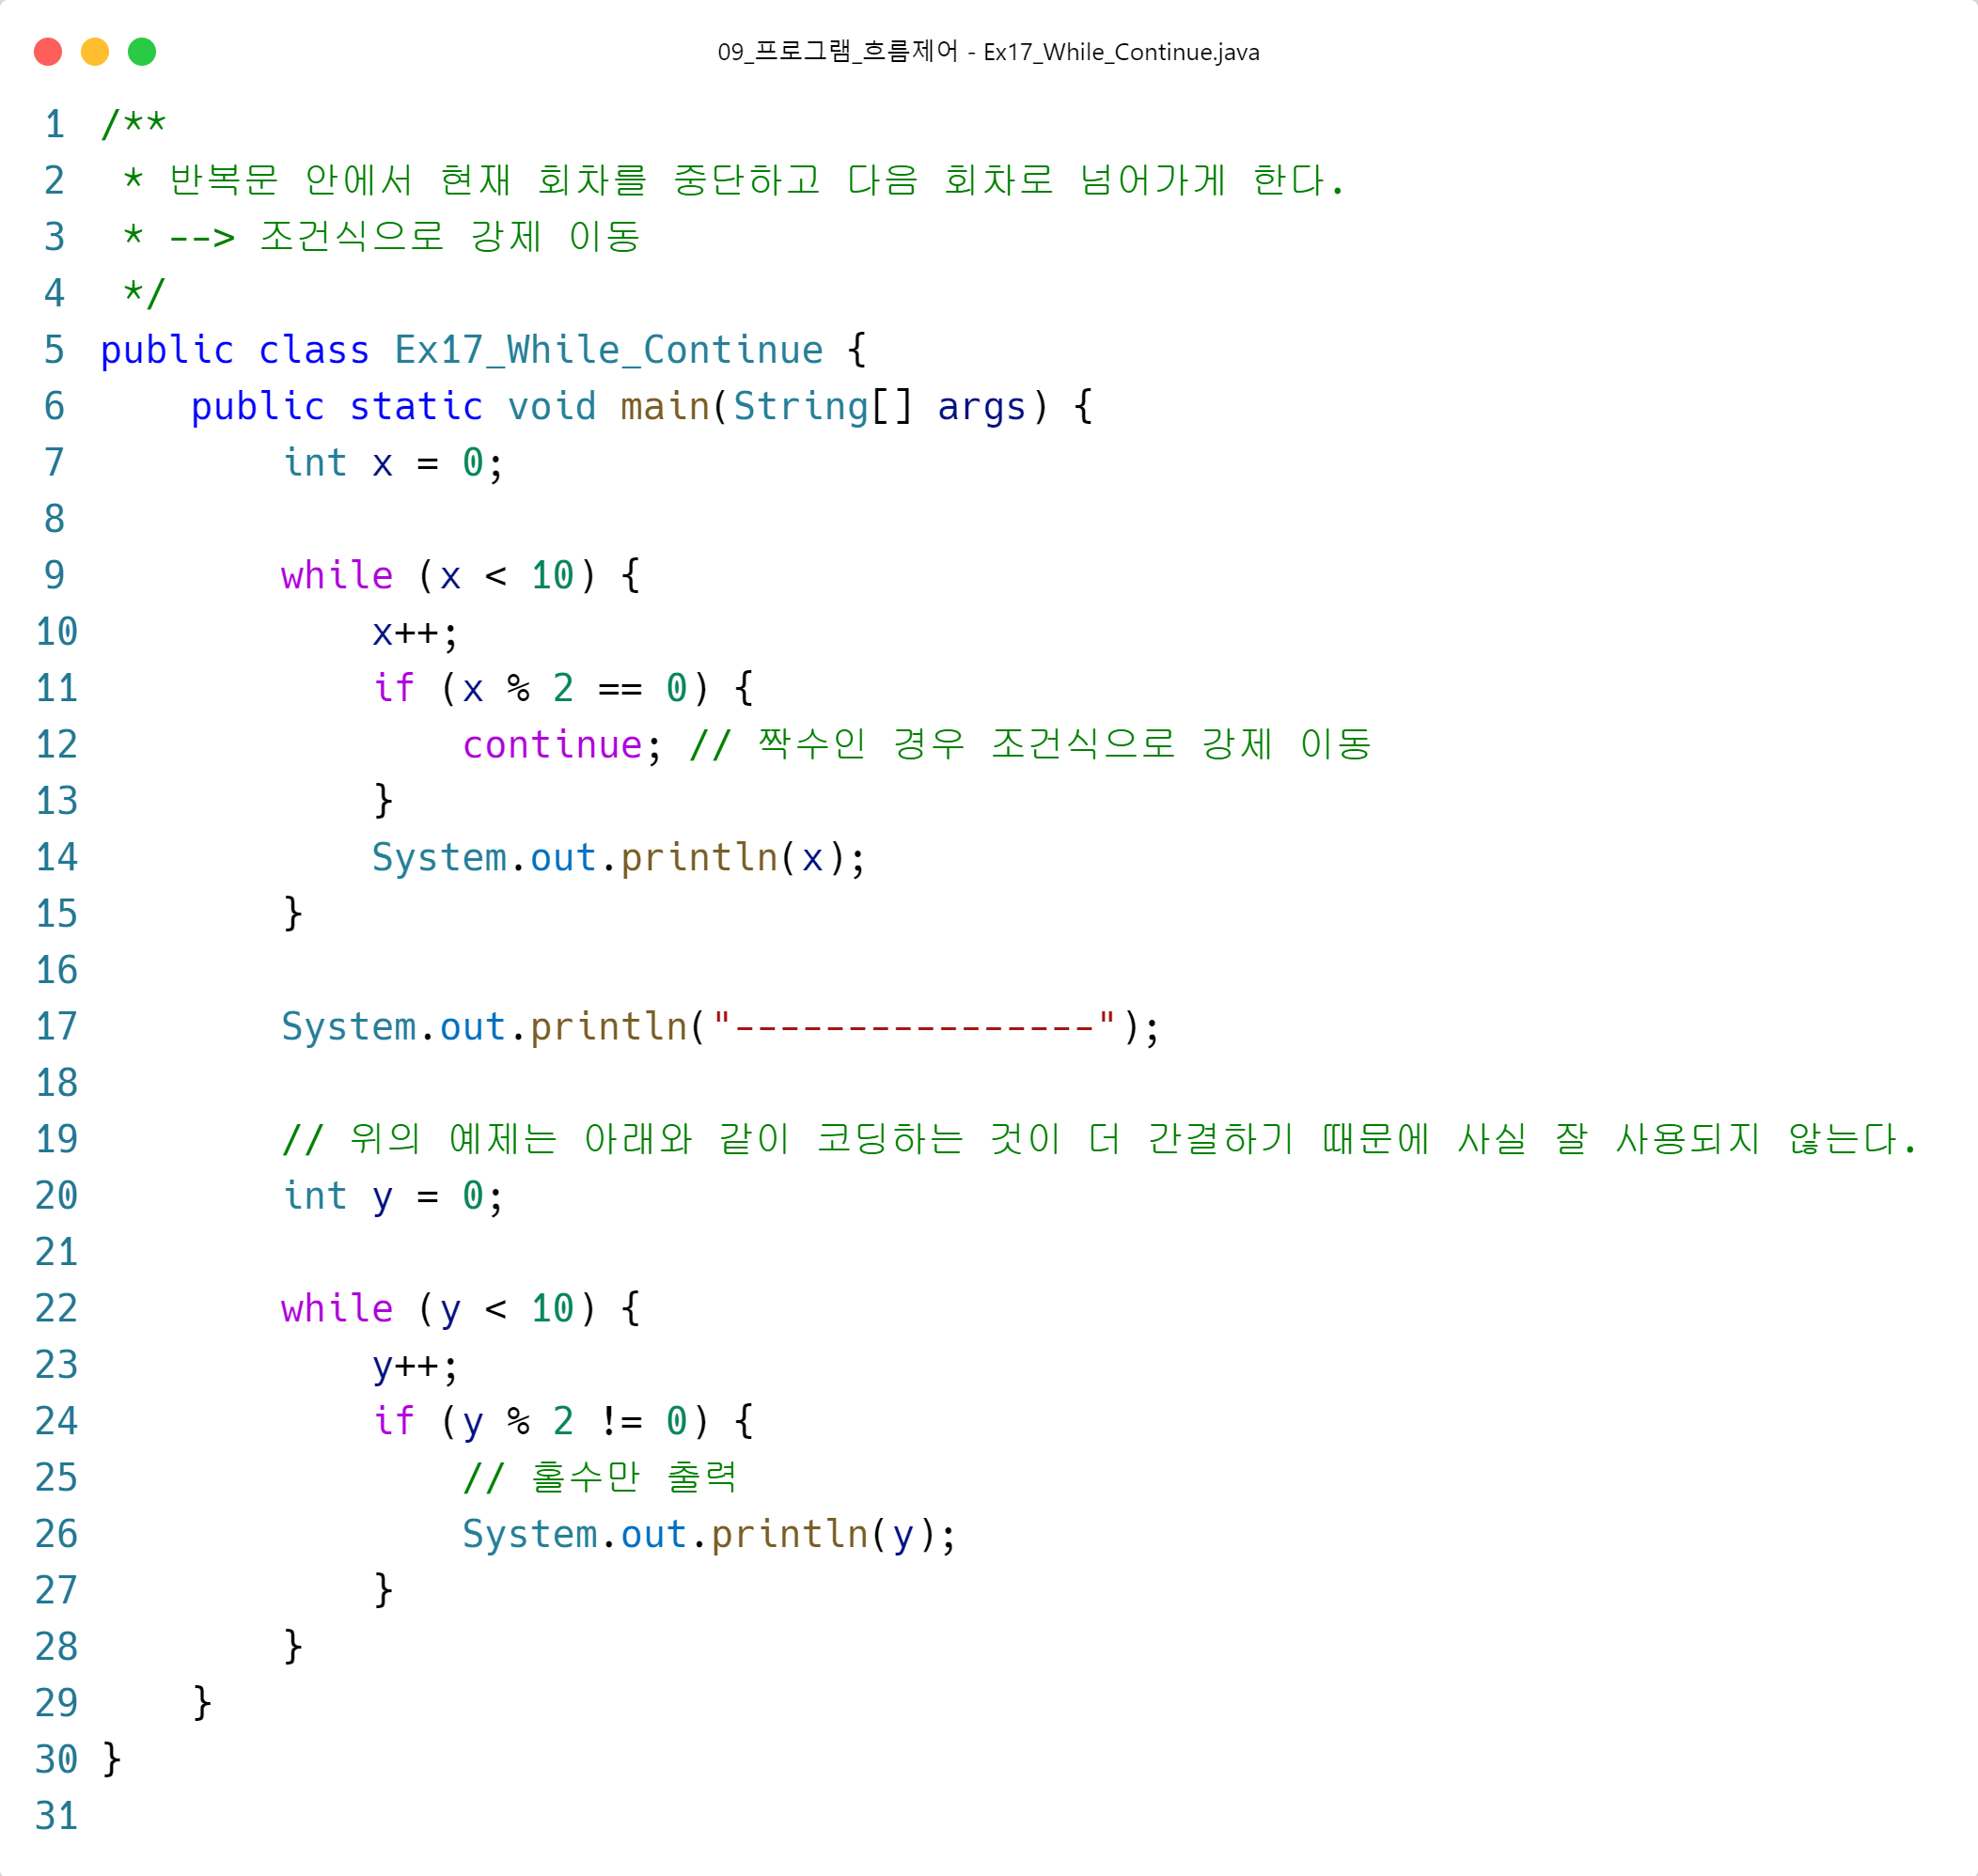 09_프로그램_흐름제어 - Ex17_While_Continue.java
1 /**
2  * 반복문 안에서 현재 회차를 중단하고 다음 회차로 넘어가게 한다.
3  * --> 조건식으로 강제 이동
4  */
5 public class Ex17_While_Continue {
6     public static void main(String[] args) {
7         int x = 0;
8
9         while (x < 10) {
10             x++;
11             if (x % 2 == 0) {
12                 continue; // 짝수인 경우 조건식으로 강제 이동
13             }
14             System.out.println(x);
15         }
16
17         System.out.println("----------------");
18
19         // 위의 예제는 아래와 같이 코딩하는 것이 더 간결하기 때문에 사실 잘 사용되지 않는다.
20         int y = 0;
21
22         while (y < 10) {
23             y++;
24             if (y % 2 != 0) {
25                 // 홀수만 출력
26                 System.out.println(y);
27             }
28         }
29     }
30 }
31